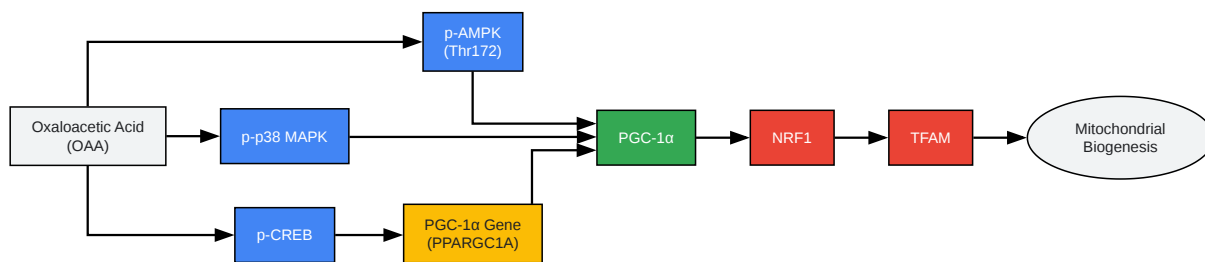 p-AMPK
(Thr172)
Oxaloacetic Acid
(OAA)
p-p38 MAPK
PGC-1α
NRF1
TFAM
Mitochondrial
Biogenesis
p-CREB
PGC-1α Gene
(PPARGC1A)